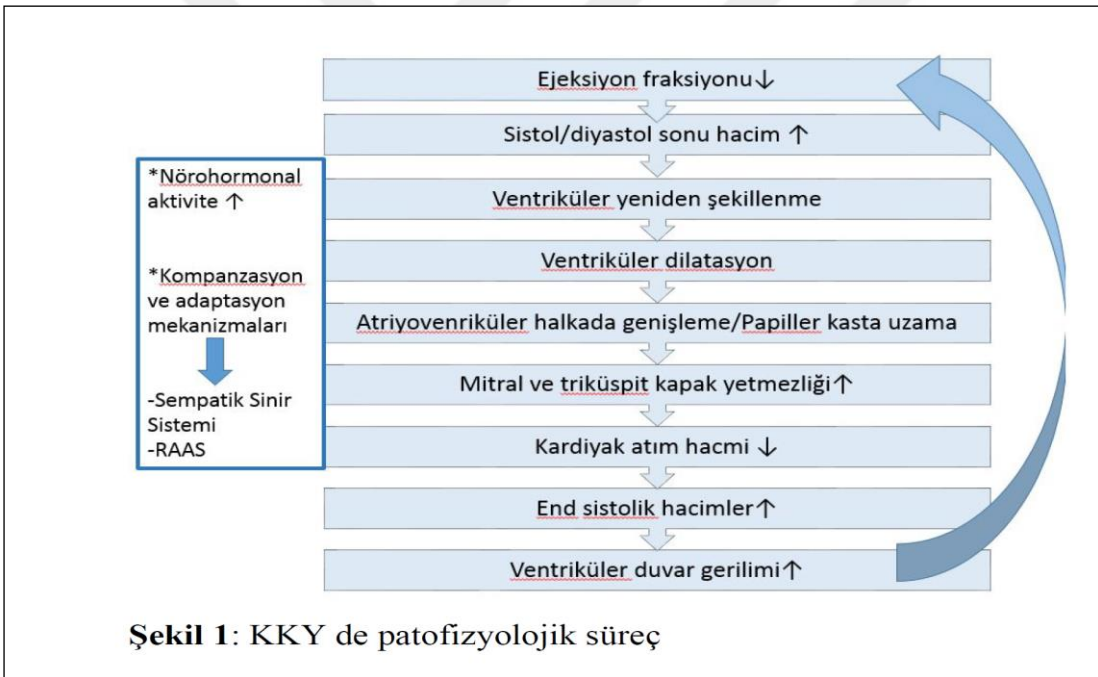 Ejeksiyon fraksiyonu↓
Sistol/diyastol sonu hacim ↑
Ventriküler yeniden şekillenme
Ventriküler dilatasyon
Atriyovenriküler halkada genişleme/Papiller kasta uzama
Mitral ve triküspit kapak yetmezliği↑
Kardiyak atım hacmi ↓
End sistolik hacimler↑
Ventriküler duvar gerilimi↑
*Nörohormonal
aktivite ↑
*Kompanzasyon
ve adaptasyon
mekanizmaları
-Sempatik Sinir
Sistemi
-RAAS
Şekil 1: KKY de patofizyolojik süreç